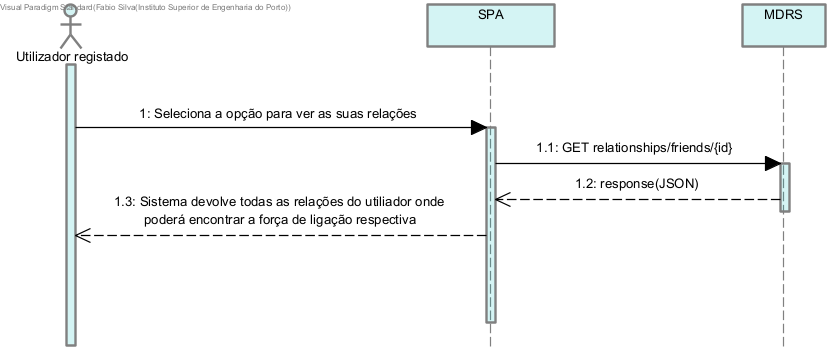 Visual Paradigm Standard(Fabio Silva(Instituto Superior de Engenharia do Porto))
SPA
MDRS
Utilizador registado
1: Seleciona a opção para ver as suas relações
1.1: GET relationships/friends/{id}
1.2: response(JSON)
1.3: Sistema devolve todas as relações do utiliador onde
poderá encontrar a força de ligação respectiva